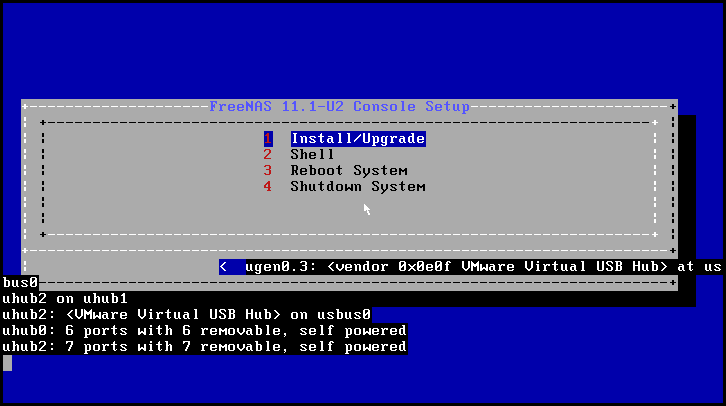 FreeNAS 11.1-U2 Console Setup
1 Install/Upgrade
2 Shell
3 Reboot System
4 Shutdown System
< ugen0.3: <vendor 0x0e0f VMware Virtual USB Hub> at us
bus0
uhub2 on uhub1
uhub2: <VMware Virtual USB Hub> on usbus0
uhub0: 6 ports with 6 removable, self powered
uhub2: 7 ports with 7 removable, self powered